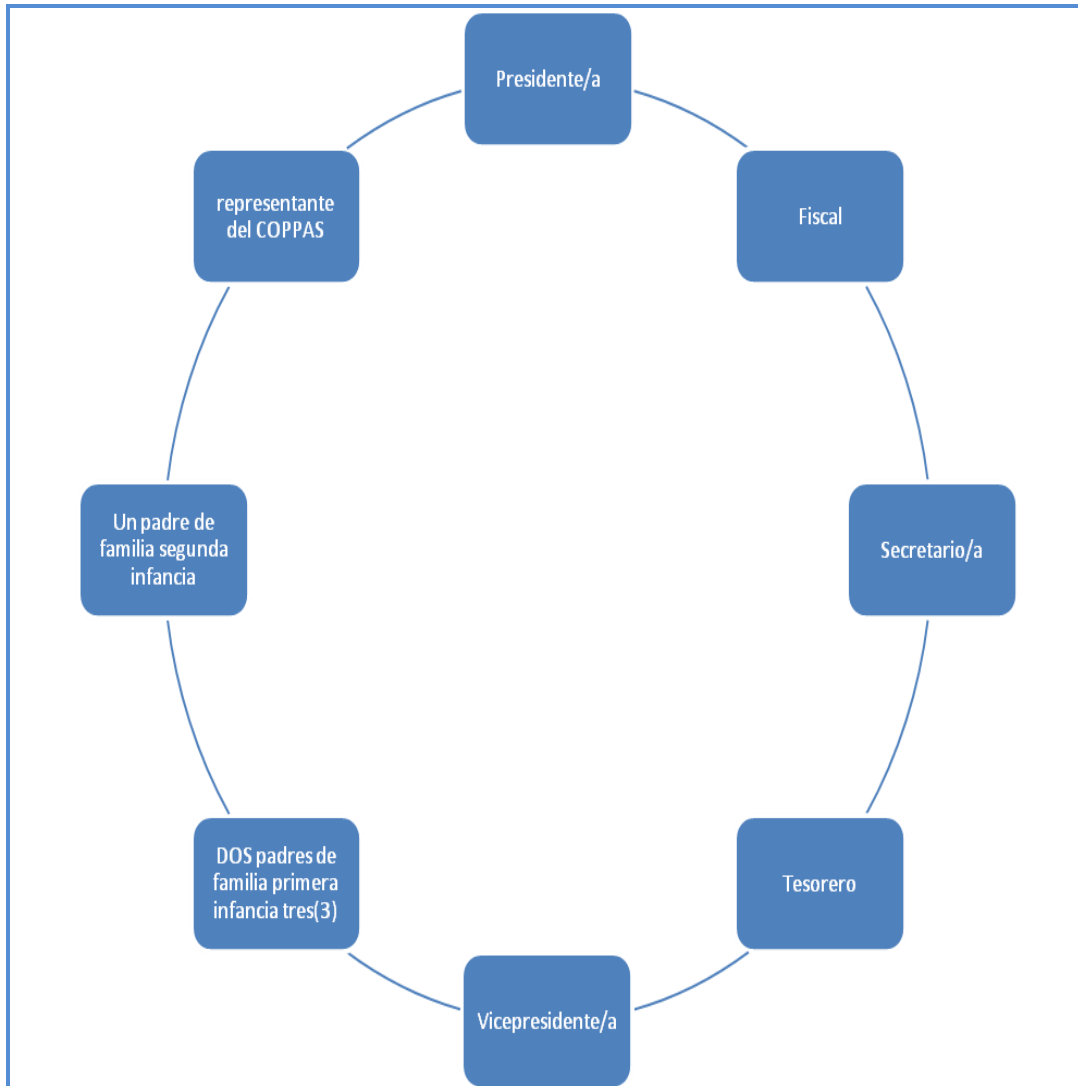 Presidente/a
Fiscal
Secretario/a
Tesorero
Vicepresidente/a
DOS padres de
familia primera
infancia tres(3)
Un padre de
familia segunda
infancia
representante
del COPPAS